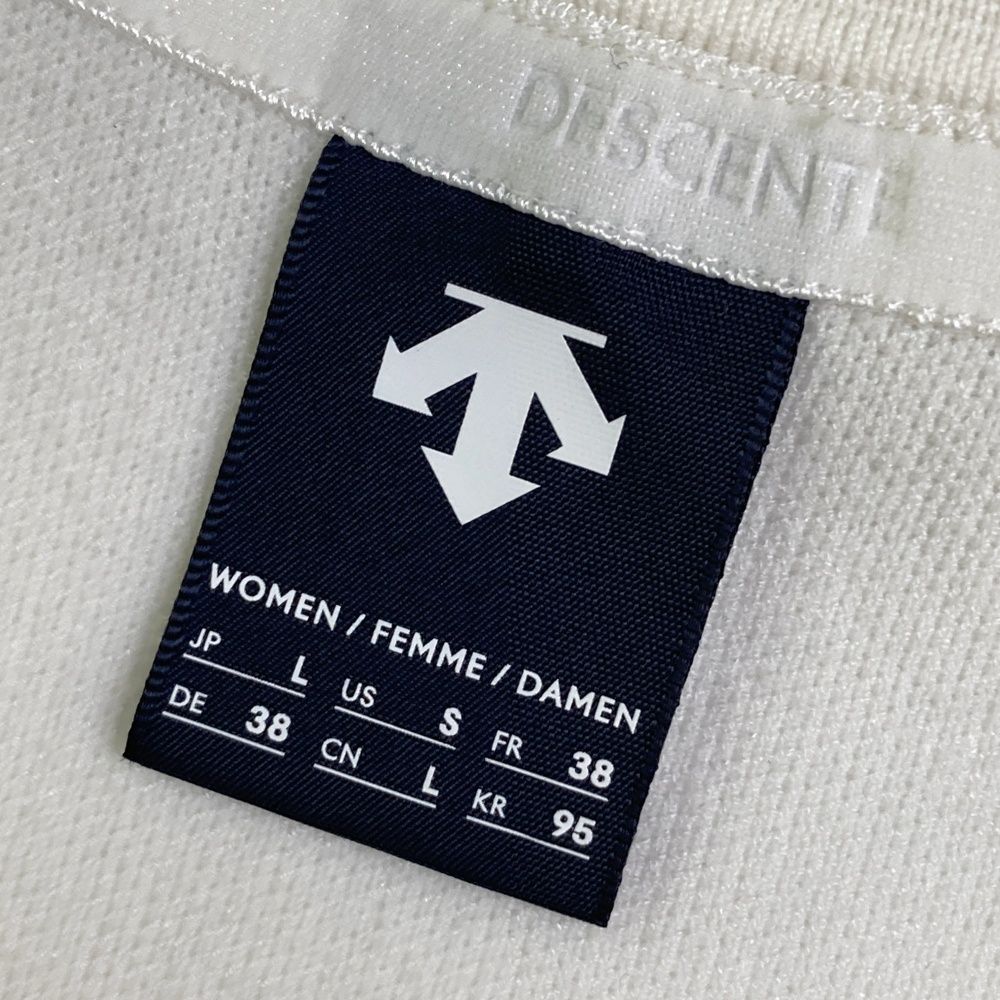 DESCENTE
WOMEN / FEMME / DAMEN
JP L US S FR 38
DE 38 CN L KR 95